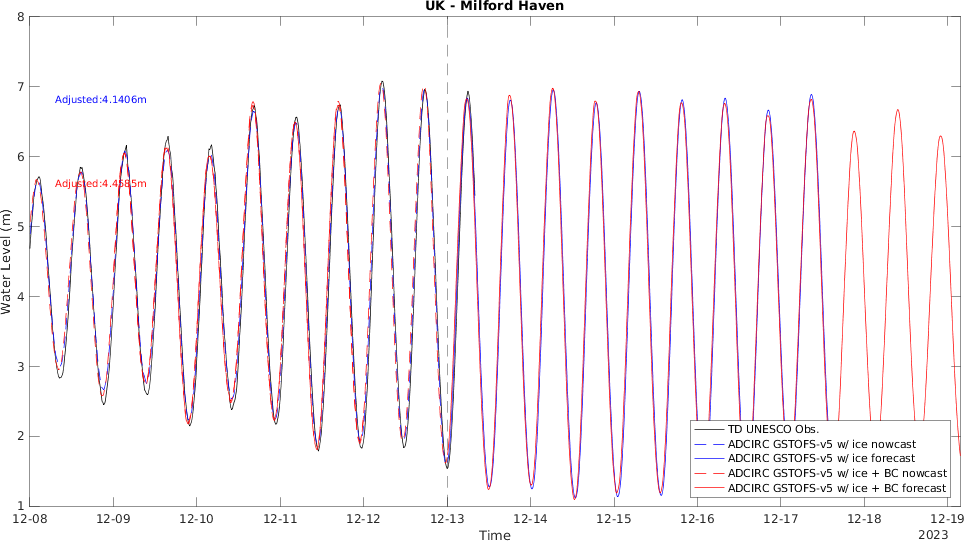 UK - Milford Haven
8
7
6
5
4
3
2
1
Water Level (m)
Adjusted:4.1406m
TD UNESCO Obs.
ADCIRC GSTOFS-v5 w/ ice nowcast
ADCIRC GSTOFS-v5 w/ ice forecast
ADCIRC GSTOFS-v5 w/ ice + BC nowcast
ADCIRC GSTOFS-v5 w/ ice + BC forecast
12-08 12-09 12-10 12-11 12-12 12-13 12-14 12-15 12-16 12-17 12-18 12-19
Time
2023